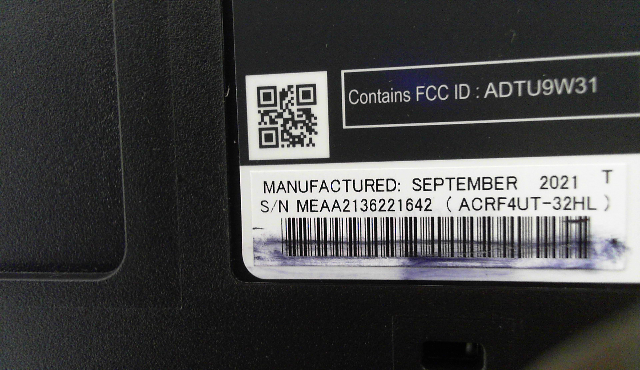 Contains FCC ID : ADTU9W31
MANUFACTURED: SEPTEMBER 2021 T
S/N MEAA2136221642 ( ACRF4UT-32HL )